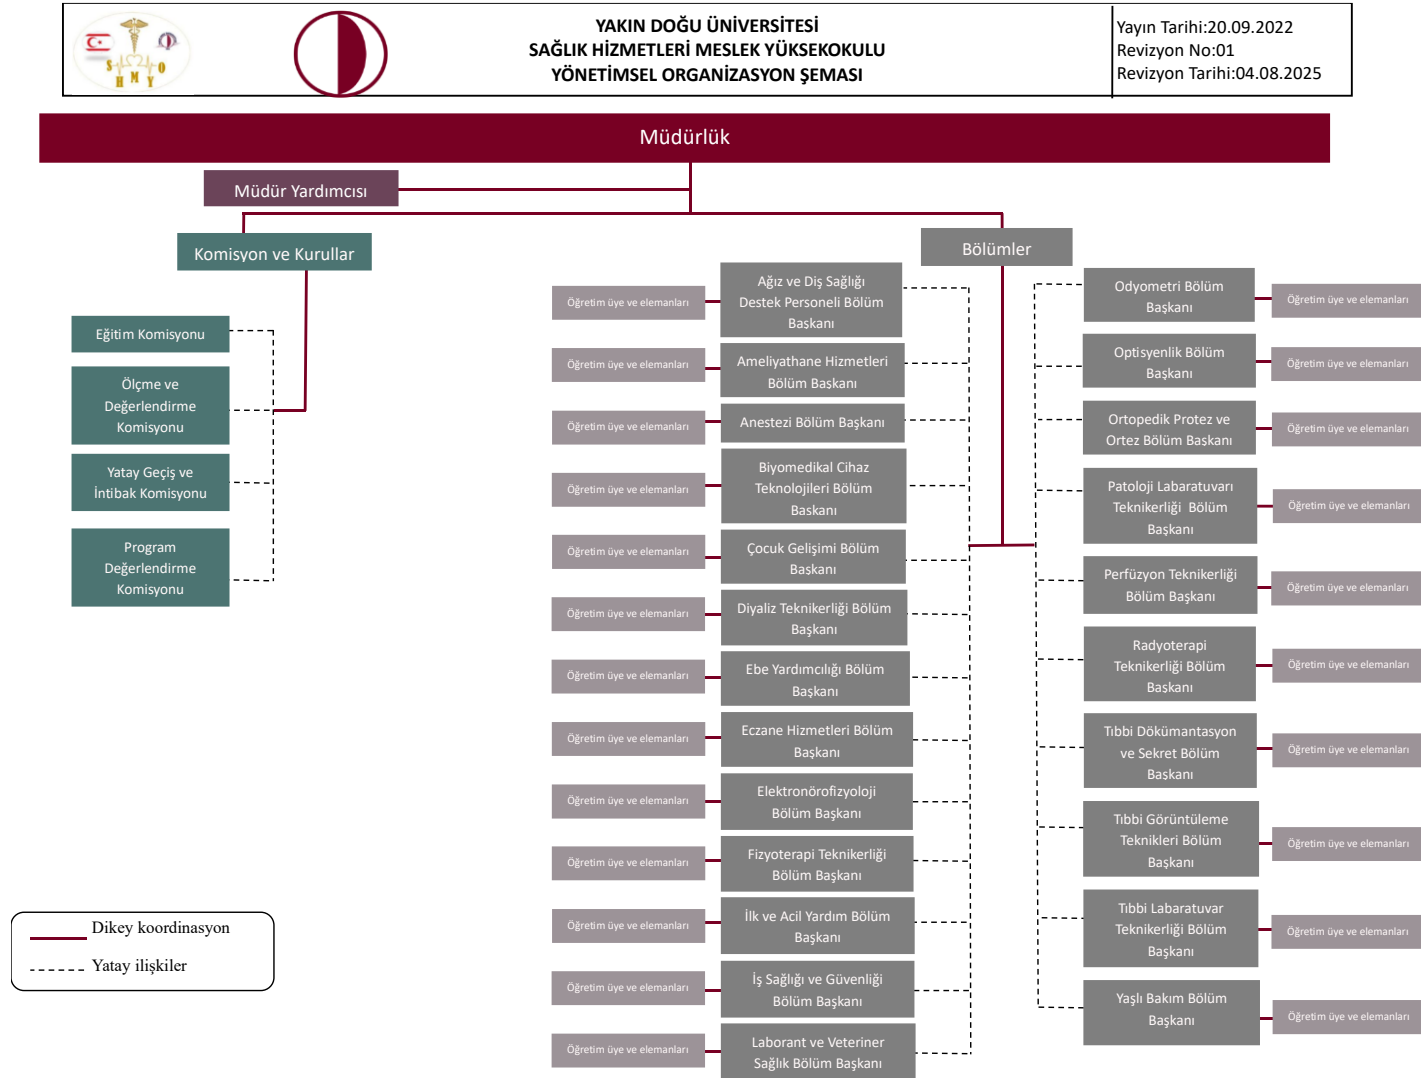 S H M Y O
YAKIN DOĞU ÜNİVERSİTESİ
SAĞLIK HİZMETLERİ MESLEK YÜKSEKOKULU
YÖNETİMSEL ORGANİZASYON ŞEMASI
Yayın Tarihi:20.09.2022
Revizyon No:01
Revizyon Tarihi:04.08.2025
Müdürlük
Müdür Yardımcısı
Komisyon ve Kurullar
Bölümler
Eğitim Komisyonu
Ölçme ve
Değerlendirme
Komisyonu
Yatay Geçiş ve
İntibak Komisyonu
Program
Değerlendirme
Komisyonu
Öğretim üye ve elemanları
Ağız ve Diş Sağlığı
Destek Personeli Bölüm
Başkanı
Öğretim üye ve elemanları
Ameliyathane Hizmetleri
Bölüm Başkanı
Öğretim üye ve elemanları
Anestezi Bölüm Başkanı
Öğretim üye ve elemanları
Biyomedikal Cihaz
Teknolojileri Bölüm
Başkanı
Öğretim üye ve elemanları
Çocuk Gelişimi Bölüm
Başkanı
Öğretim üye ve elemanları
Diyaliz Teknikerliği Bölüm
Başkanı
Öğretim üye ve elemanları
Ebe Yardımcılığı Bölüm
Başkanı
Öğretim üye ve elemanları
Eczane Hizmetleri Bölüm
Başkanı
Öğretim üye ve elemanları
Elektronörofizyoloji
Bölüm Başkanı
Öğretim üye ve elemanları
Fizyoterapi Teknikerliği
Bölüm Başkanı
Öğretim üye ve elemanları
İlk ve Acil Yardım Bölüm
Başkanı
Öğretim üye ve elemanları
İş Sağlığı ve Güvenliği
Bölüm Başkanı
Öğretim üye ve elemanları
Laborant ve Veteriner
Sağlık Bölüm Başkanı
Odyometri Bölüm
Başkanı
Öğretim üye ve elemanları
Optisyenlik Bölüm
Başkanı
Öğretim üye ve elemanları
Ortopedik Protez ve
Ortez Bölüm Başkanı
Öğretim üye ve elemanları
Patoloji Labaratuvarı
Teknikerliği Bölüm
Başkanı
Öğretim üye ve elemanları
Perfüzyon Teknikerliği
Bölüm Başkanı
Öğretim üye ve elemanları
Radyoterapi
Teknikerliği Bölüm
Başkanı
Öğretim üye ve elemanları
Tıbbi Dökümantasyon
ve Sekret Bölüm
Başkanı
Öğretim üye ve elemanları
Tıbbi Görüntüleme
Teknikleri Bölüm
Başkanı
Öğretim üye ve elemanları
Tıbbi Labaratuvar
Teknikerliği Bölüm
Başkanı
Öğretim üye ve elemanları
Yaşlı Bakım Bölüm
Başkanı
Öğretim üye ve elemanları
Dikey koordinasyon
Yatay ilişkiler